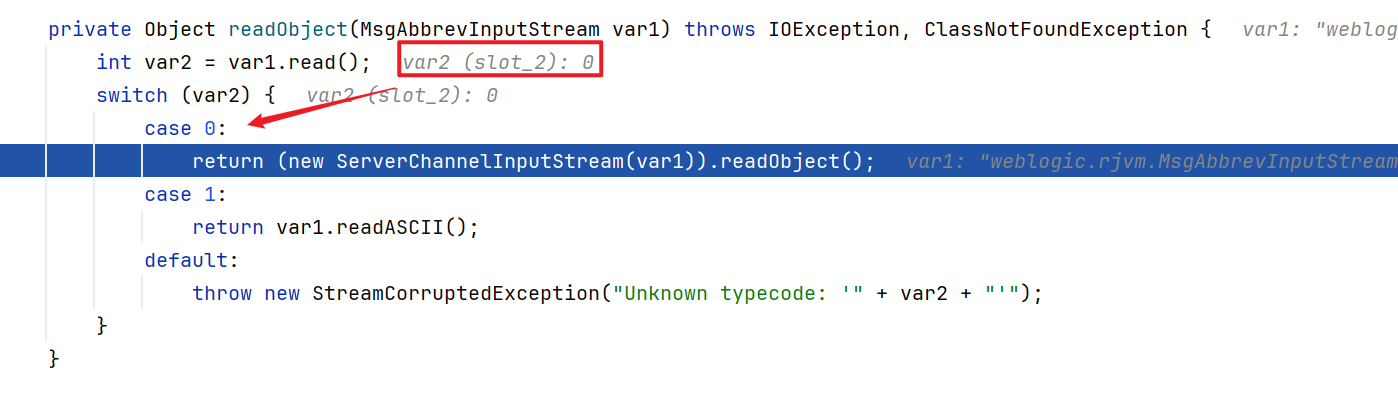 private Object readObject(MsgAbbrevInputStream var1) throws IOException, ClassNotFoundException {   var1: "weblogic
int var2 = var1.read();   var2 (slot_2): 0
switch (var2) {   var2 (slot_2): 0
case 0:
return (new ServerChannelInputStream(var1)).readObject();   var1: "weblogic.rjvm.MsgAbbrevInputStream
case 1:
return var1.readASCII();
default:
throw new StreamCorruptedException("Unknown typecode: '" + var2 + "'");
}
}